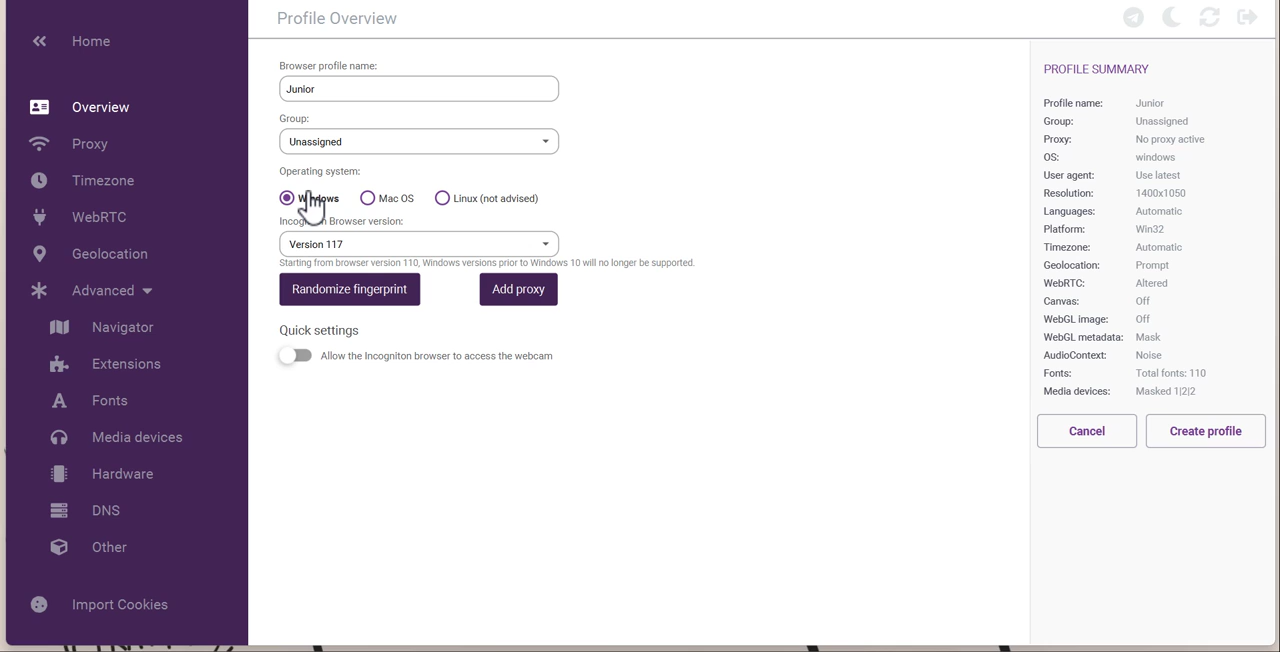 Home
Overview
Proxy
Timezone
WebRTC
Geolocation
Advanced
Navigator
Extensions
Fonts
Media devices
Hardware
DNS
Other
Import Cookies
Profile Overview
Browser profile name:
Junior
Group:
Unassigned
Operating system:
Windows Mac OS Linux (not advised)
Incogniton Browser version:
Version 117
Starting from browser version 110, Windows versions prior to Windows 10 will no longer be supported.
Randomize fingerprint Add proxy
Quick settings
Allow the Incogniton browser to access the webcam
PROFILE SUMMARY
Profile name: Junior
Group: Unassigned
Proxy: No proxy active
OS: windows
User agent: Use latest
Resolution: 1400x1050
Languages: Automatic
Platform: Win32
Timezone: Automatic
Geolocation: Prompt
WebRTC: Altered
Canvas: Off
WebGL image: Off
WebGL metadata: Mask
AudioContext: Noise
Fonts: Total fonts: 110
Media devices: Masked 1|2|2
Cancel Create profile